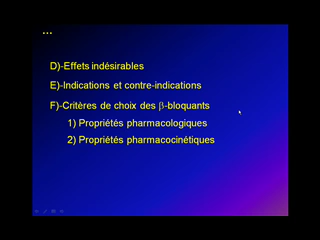 ...
D)-Effets indésirables
E)-Indications et contre-indications
F)-Critères de choix des β-bloquants
1) Propriétés pharmacologiques
2) Propriétés pharmacocinétiques